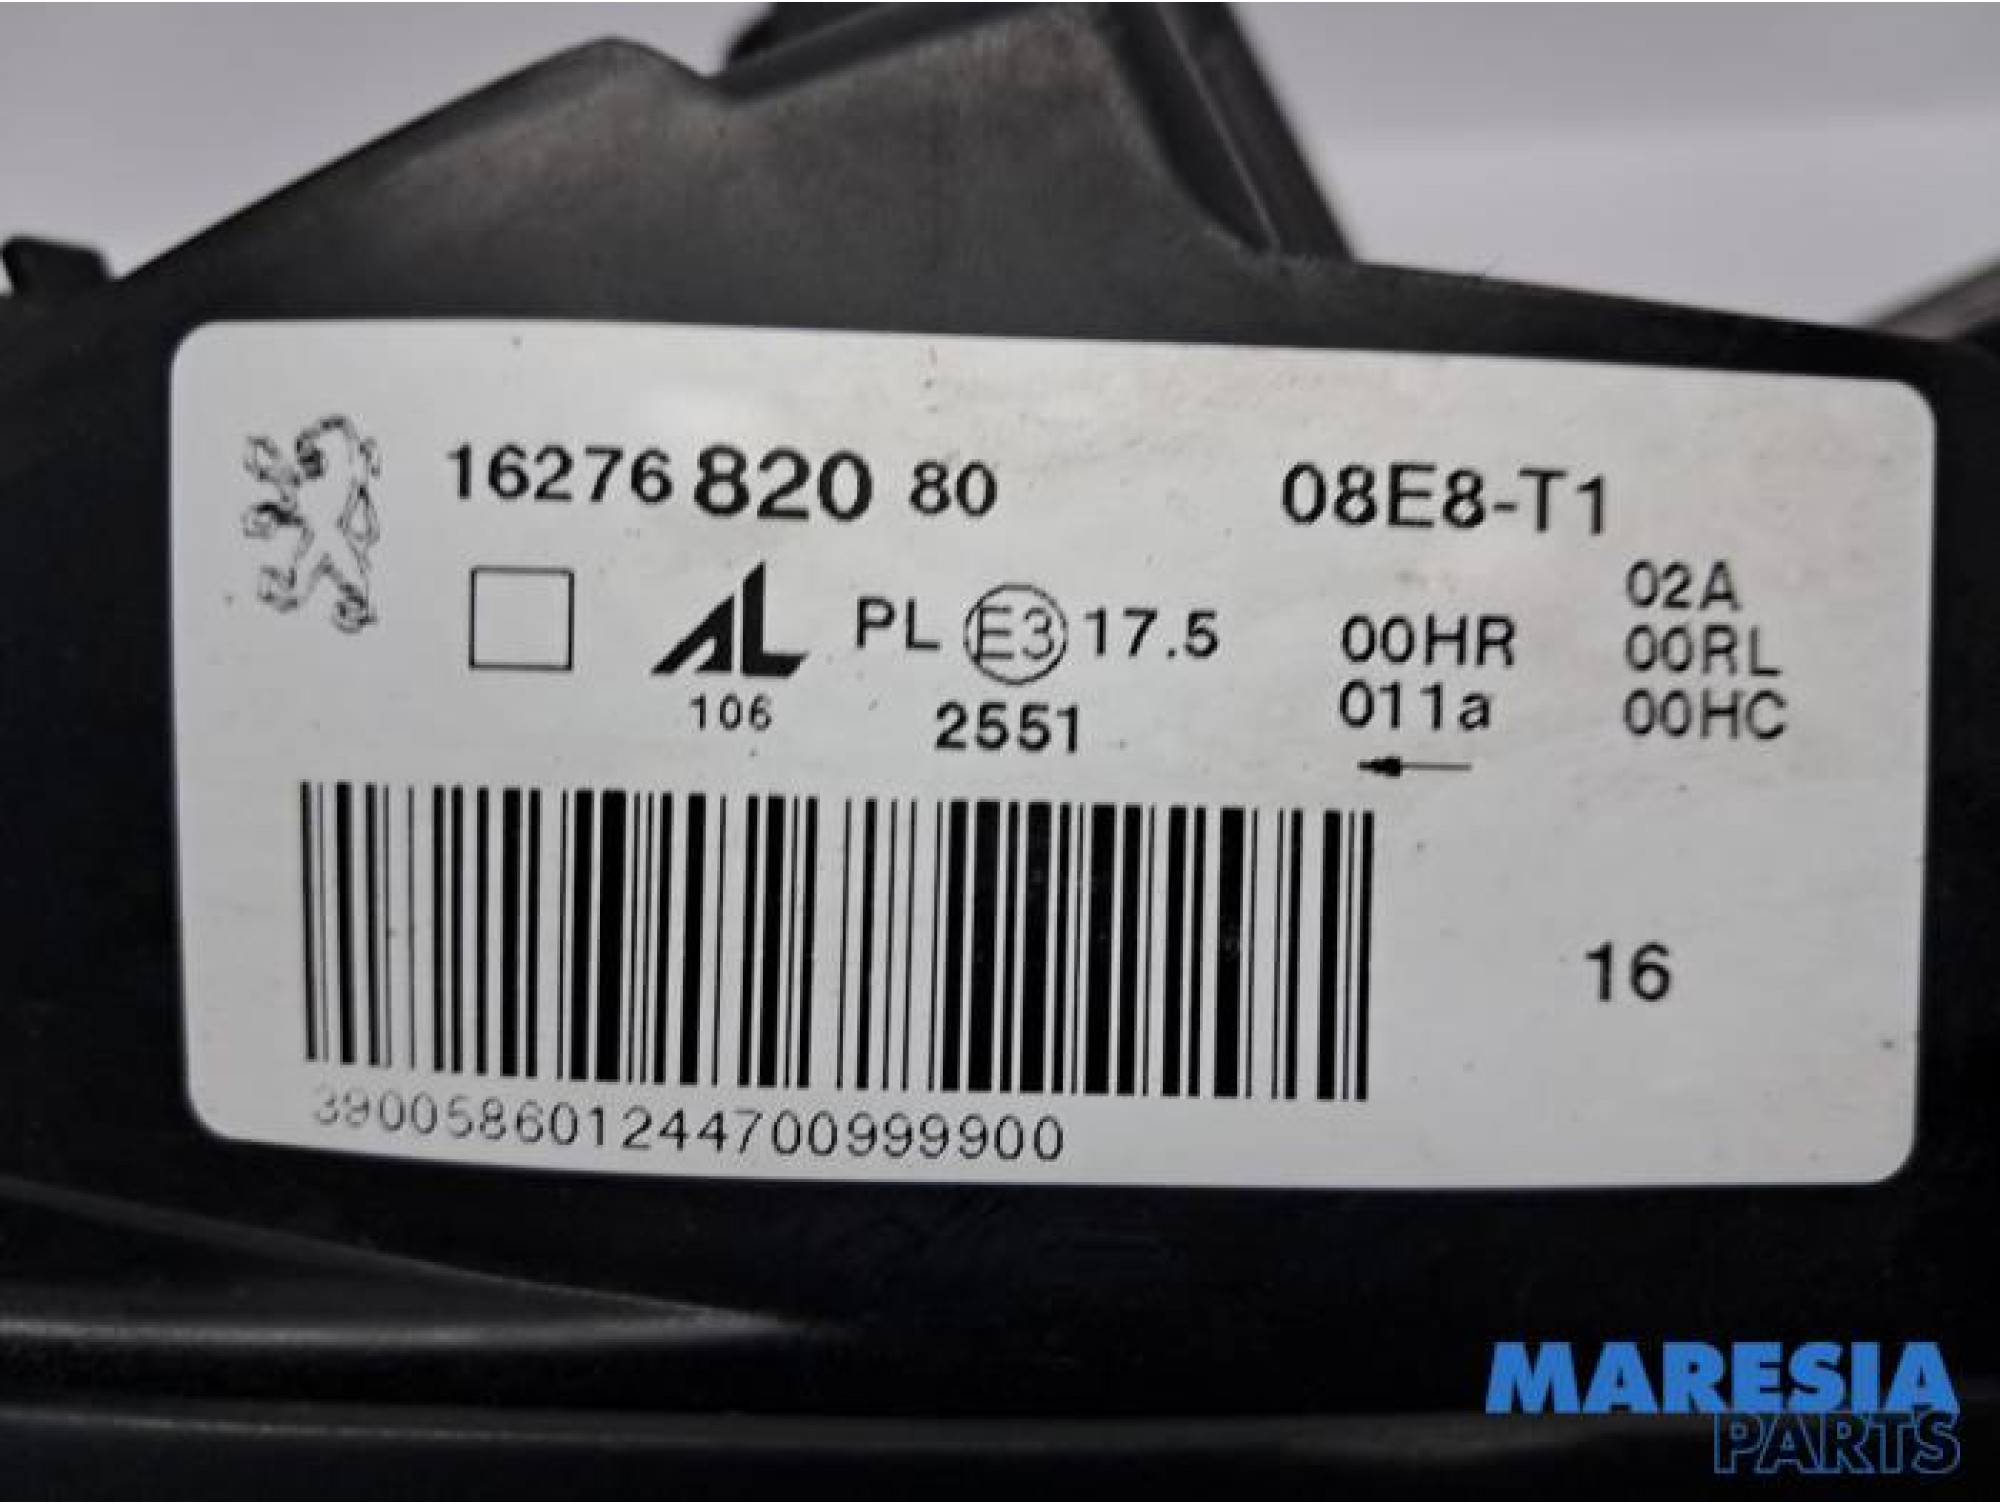 16276 820 80 08E8-T1
AL PL E3 17.5 00HR 02A
00RL
106 2551 011a 00HC
16
390058601244700999900
MARESIA
PARTS